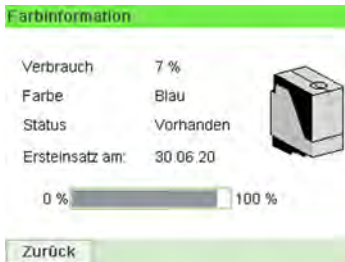 Farbinformation
Verbrauch 7 %
Farbe Blau
Status Vorhanden
Ersteinsatz am: 30 06.20
0 % 100 %
Zurück